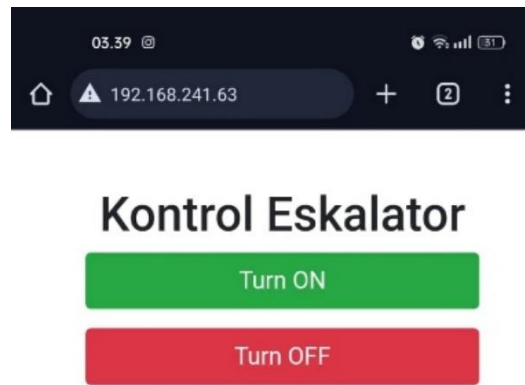 03.39
31
192.168.241.63
2
Kontrol Eskalator
Turn ON
Turn OFF